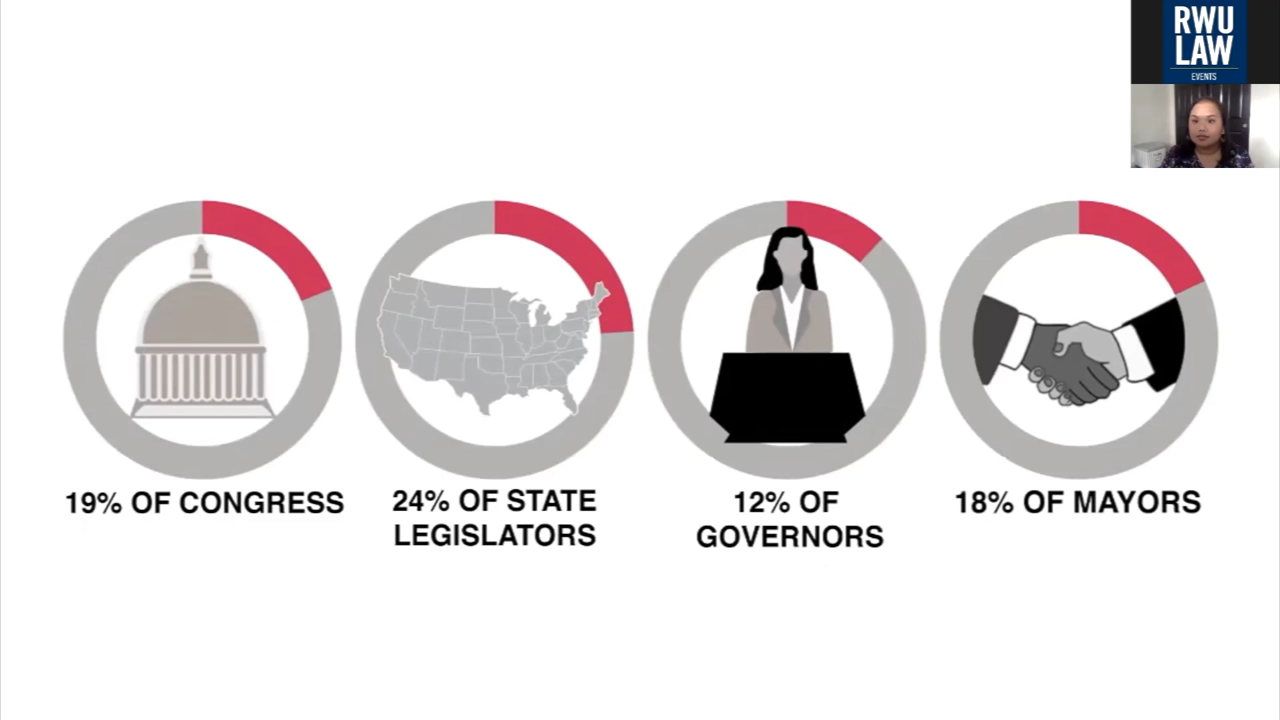 RWU
LAW
EVENTS
19% OF CONGRESS
24% OF STATE
LEGISLATORS
12% OF
GOVERNORS
18% OF MAYORS